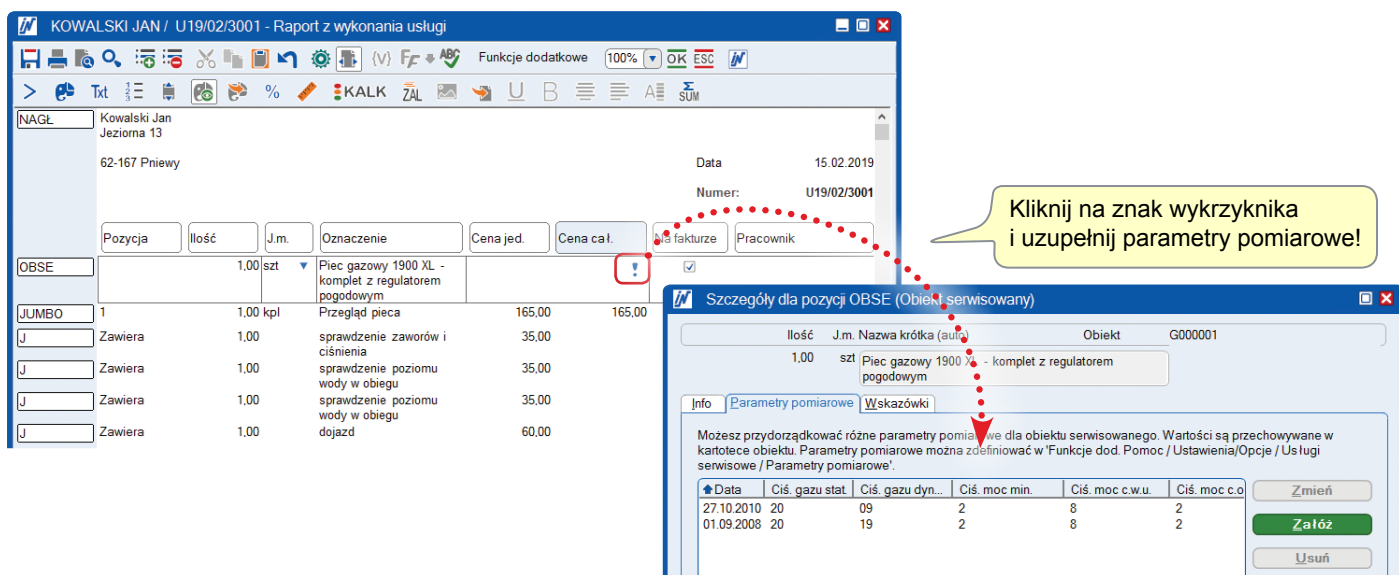 KOWALSKI JAN / U19/02/3001 - Raport z wykonania usługi
{V} FF ABC Funkcje dodatkowe 100% OK ESC
> Txt % KALK ZAL U B A SUM
NAGŁ Kowalski Jan
Jeziorna 13
62-167 Pniewy Data 15.02.2019
Numer: U19/02/3001
Pozycja Ilość J.m. Oznaczenie Cena jed. Cena cał. Na fakturze Pracownik
OBSE 1,00 szt Piec gazowy 1900 XL - !
komplet z regulatorem
pogodowym
JUMBO 1 1,00 kpl Przegląd pieca 165,00 165,00
J Zawiera 1,00 sprawdzenie zaworów i 35,00
ciśnienia
J Zawiera 1,00 sprawdzenie poziomu 35,00
wody w obiegu
J Zawiera 1,00 sprawdzenie poziomu 35,00
wody w obiegu
J Zawiera 1,00 dojazd 60,00
Kliknij na znak wykrzyknika
i uzupełnij parametry pomiarowe!
Szczegóły dla pozycji OBSE (Obiekt serwisowany)
Ilość J.m. Nazwa krótka (auto) Obiekt G000001
1,00 szt Piec gazowy 1900 XL - komplet z regulatorem
pogodowym
Info Parametry pomiarowe Wskazówki
Możesz przydorządkować różne parametry pomiarowe dla obiektu serwisowanego. Wartości są przechowywane w
kartotece obiektu. Parametry pomiarowe można zdefiniować w 'Funkcje dod. Pomoc / Ustawienia/Opcje / Usługi
serwisowe / Parametry pomiarowe'.
Data Ciś. gazu stat. Ciś. gazu dyn... Ciś. moc min. Ciś. moc c.w.u. Ciś. moc c.o Zmień
27.10.2010 20 09 2 8 2
01.09.2008 20 19 2 8 2 Załóż
Usuń